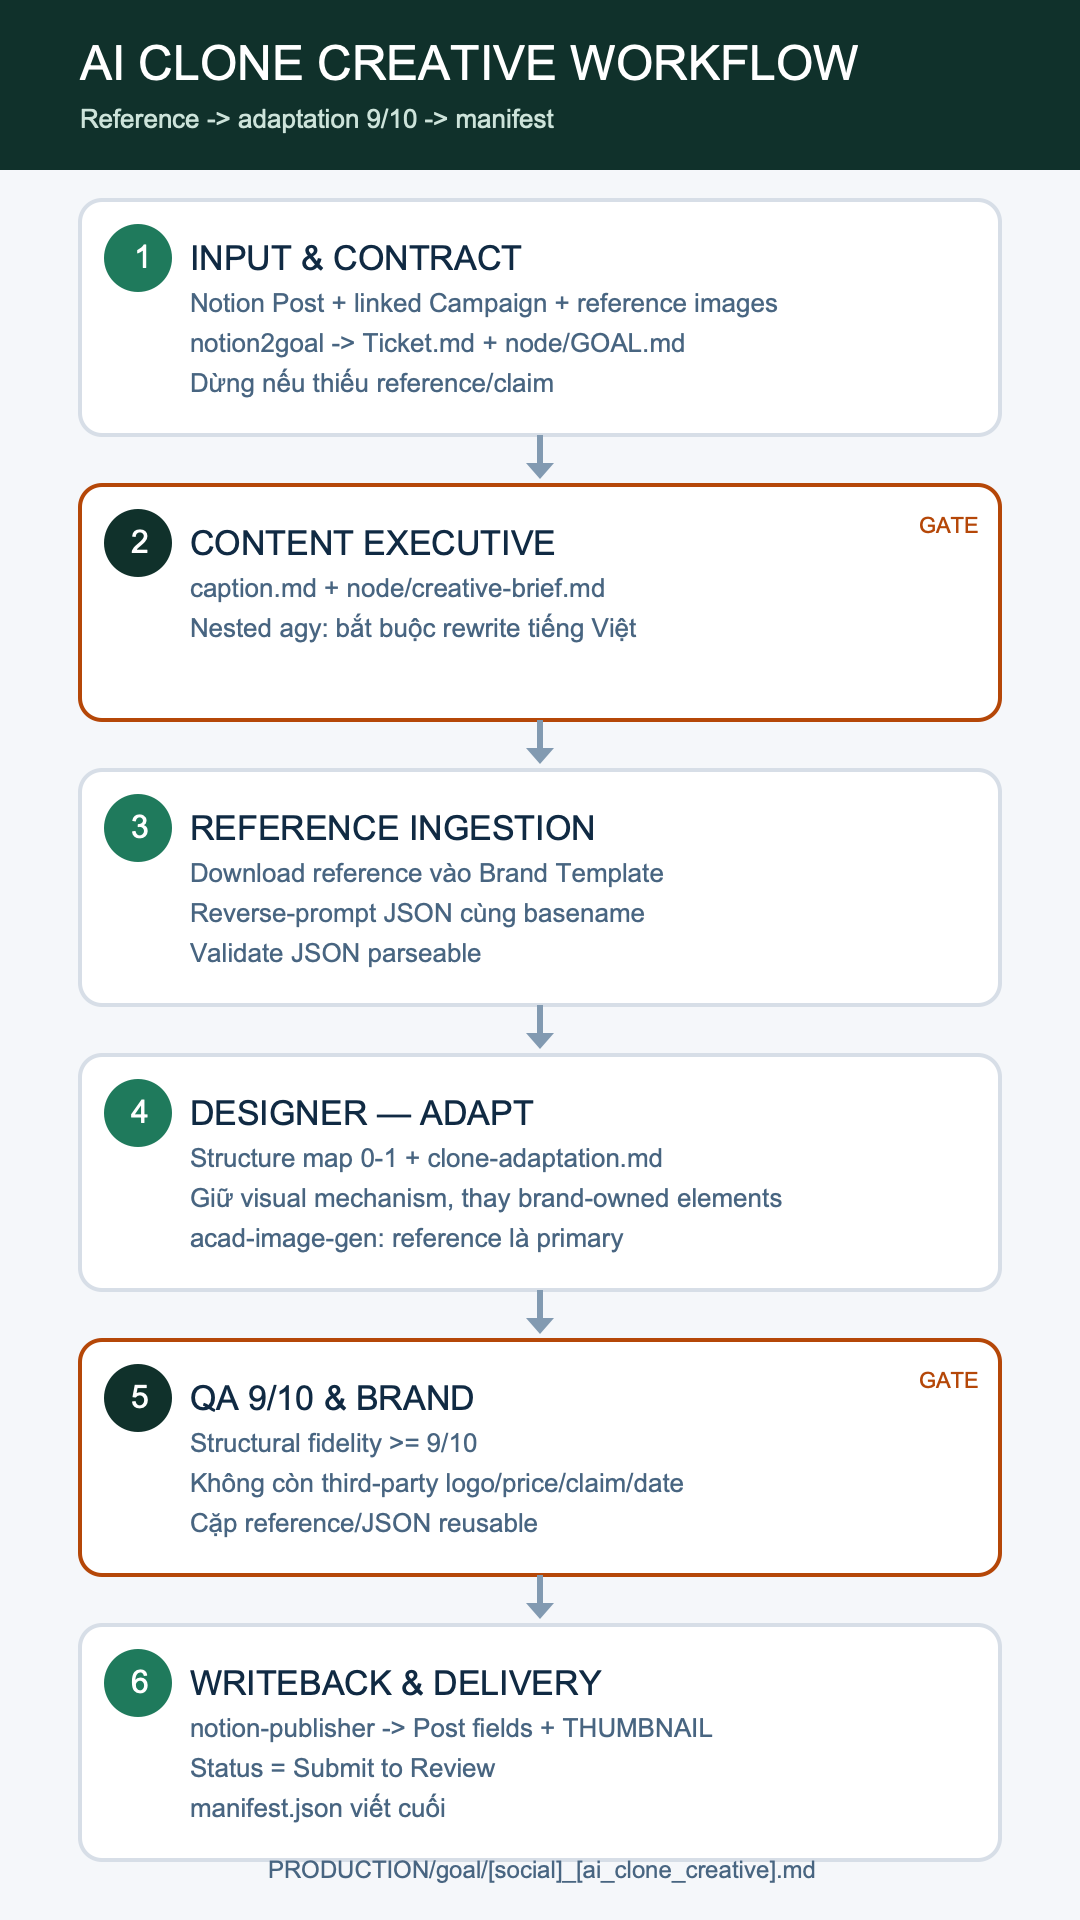 AI CLONE CREATIVE WORKFLOW
Reference -> adaptation 9/10 -> manifest
1
INPUT & CONTRACT
Notion Post + linked Campaign + reference images
notion2goal -> Ticket.md + node/GOAL.md
Dừng nếu thiếu reference/claim
2
CONTENT EXECUTIVE
GATE
caption.md + node/creative-brief.md
Nested agy: bắt buộc rewrite tiếng Việt
3
REFERENCE INGESTION
Download reference vào Brand Template
Reverse-prompt JSON cùng basename
Validate JSON parseable
4
DESIGNER — ADAPT
Structure map 0-1 + clone-adaptation.md
Giữ visual mechanism, thay brand-owned elements
acad-image-gen: reference là primary
5
QA 9/10 & BRAND
GATE
Structural fidelity >= 9/10
Không còn third-party logo/price/claim/date
Cặp reference/JSON reusable
6
WRITEBACK & DELIVERY
notion-publisher -> Post fields + THUMBNAIL
Status = Submit to Review
manifest.json viết cuối
PRODUCTION/goal/[social]_[ai_clone_creative].md